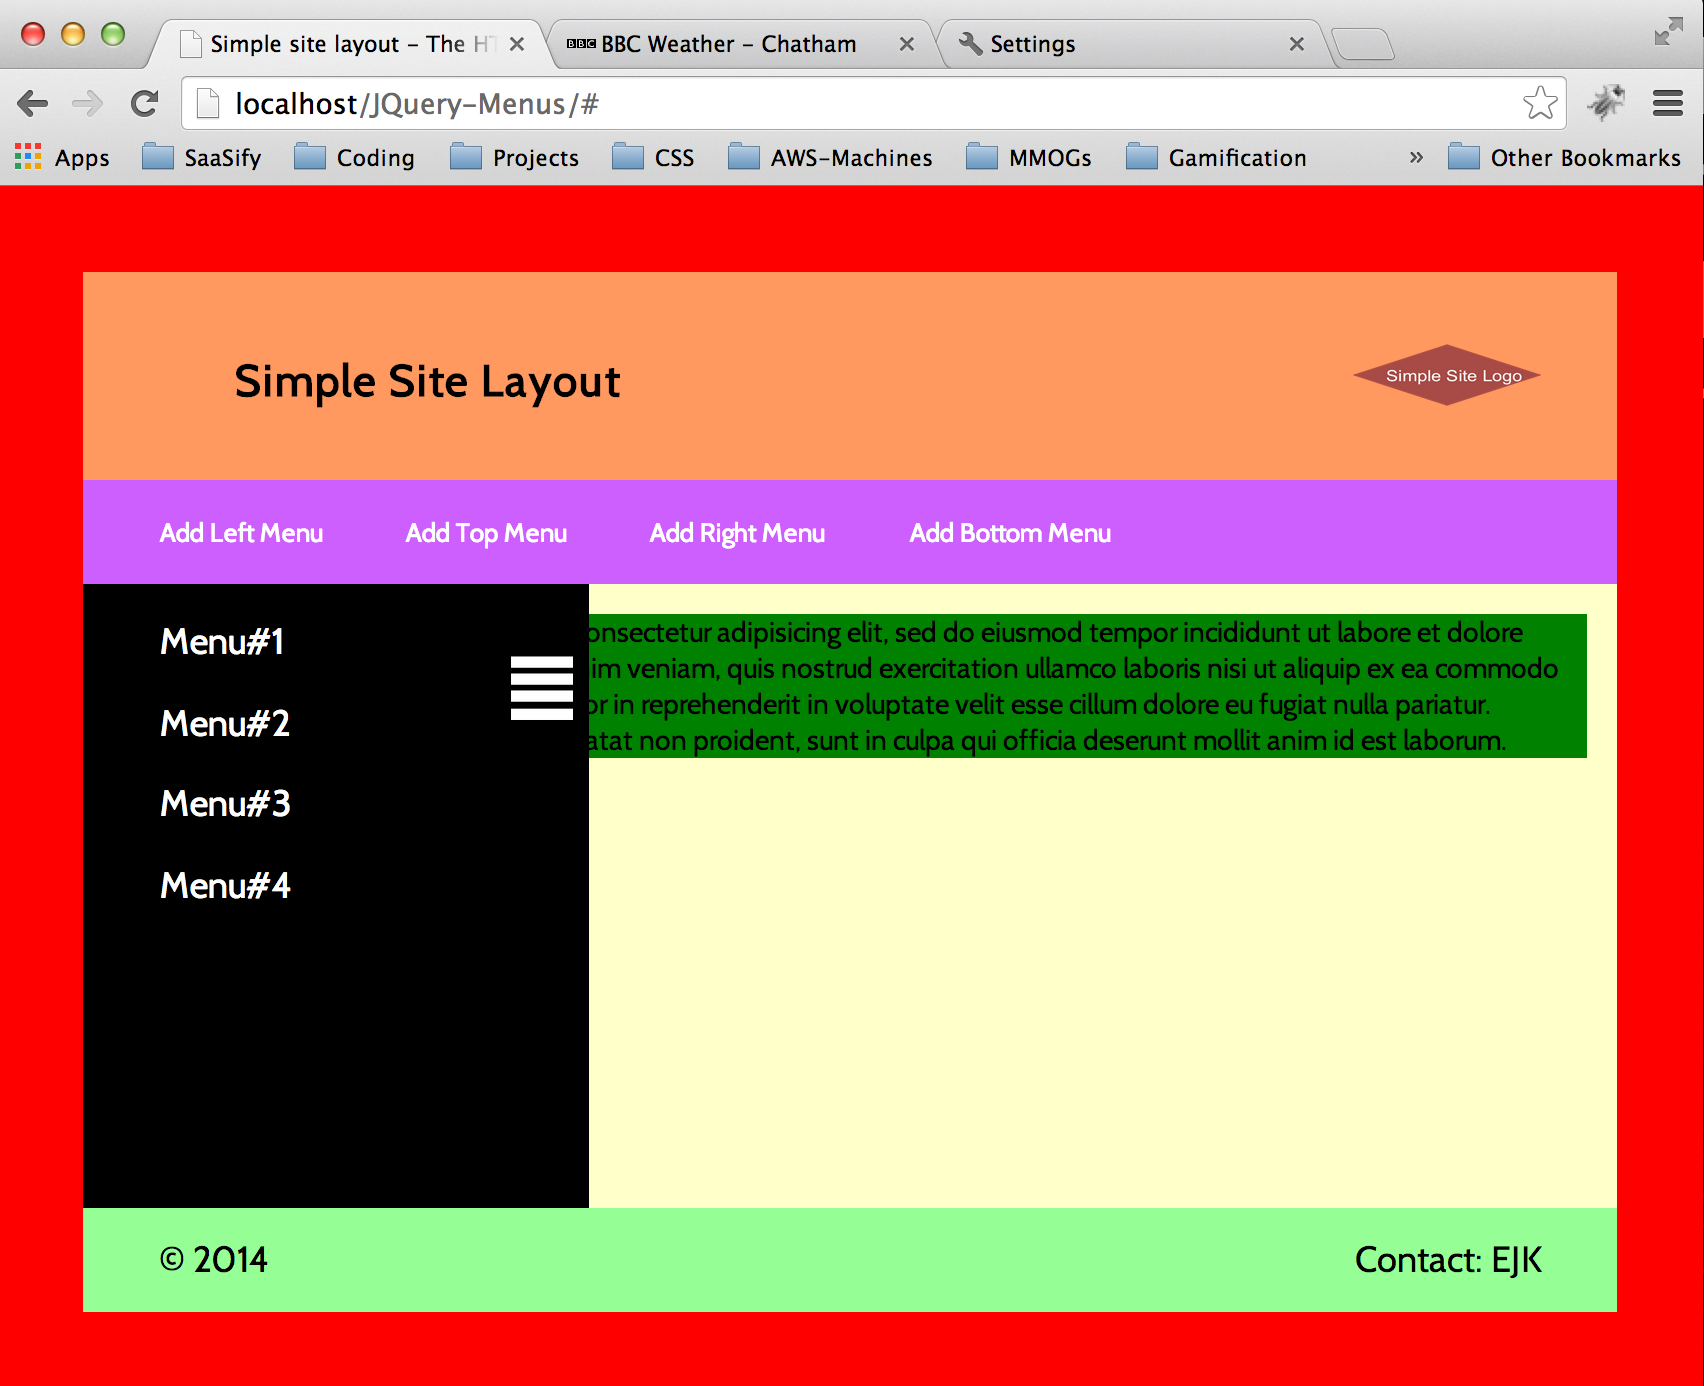 Simple site layout – The HT
BBC BBC Weather – Chatham
Settings
localhost/JQuery-Menus/#
Apps SaaSify Coding Projects CSS AWS-Machines MMOGs Gamification » Other Bookmarks
Simple Site Layout
Simple Site Logo
Add Left Menu Add Top Menu Add Right Menu Add Bottom Menu
Menu#1
Menu#2
Menu#3
Menu#4
onsectetur adipisicing elit, sed do eiusmod tempor incididunt ut labore et dolore
im veniam, quis nostrud exercitation ullamco laboris nisi ut aliquip ex ea commodo
or in reprehenderit in voluptate velit esse cillum dolore eu fugiat nulla pariatur.
atat non proident, sunt in culpa qui officia deserunt mollit anim id est laborum.
© 2014
Contact: EJK